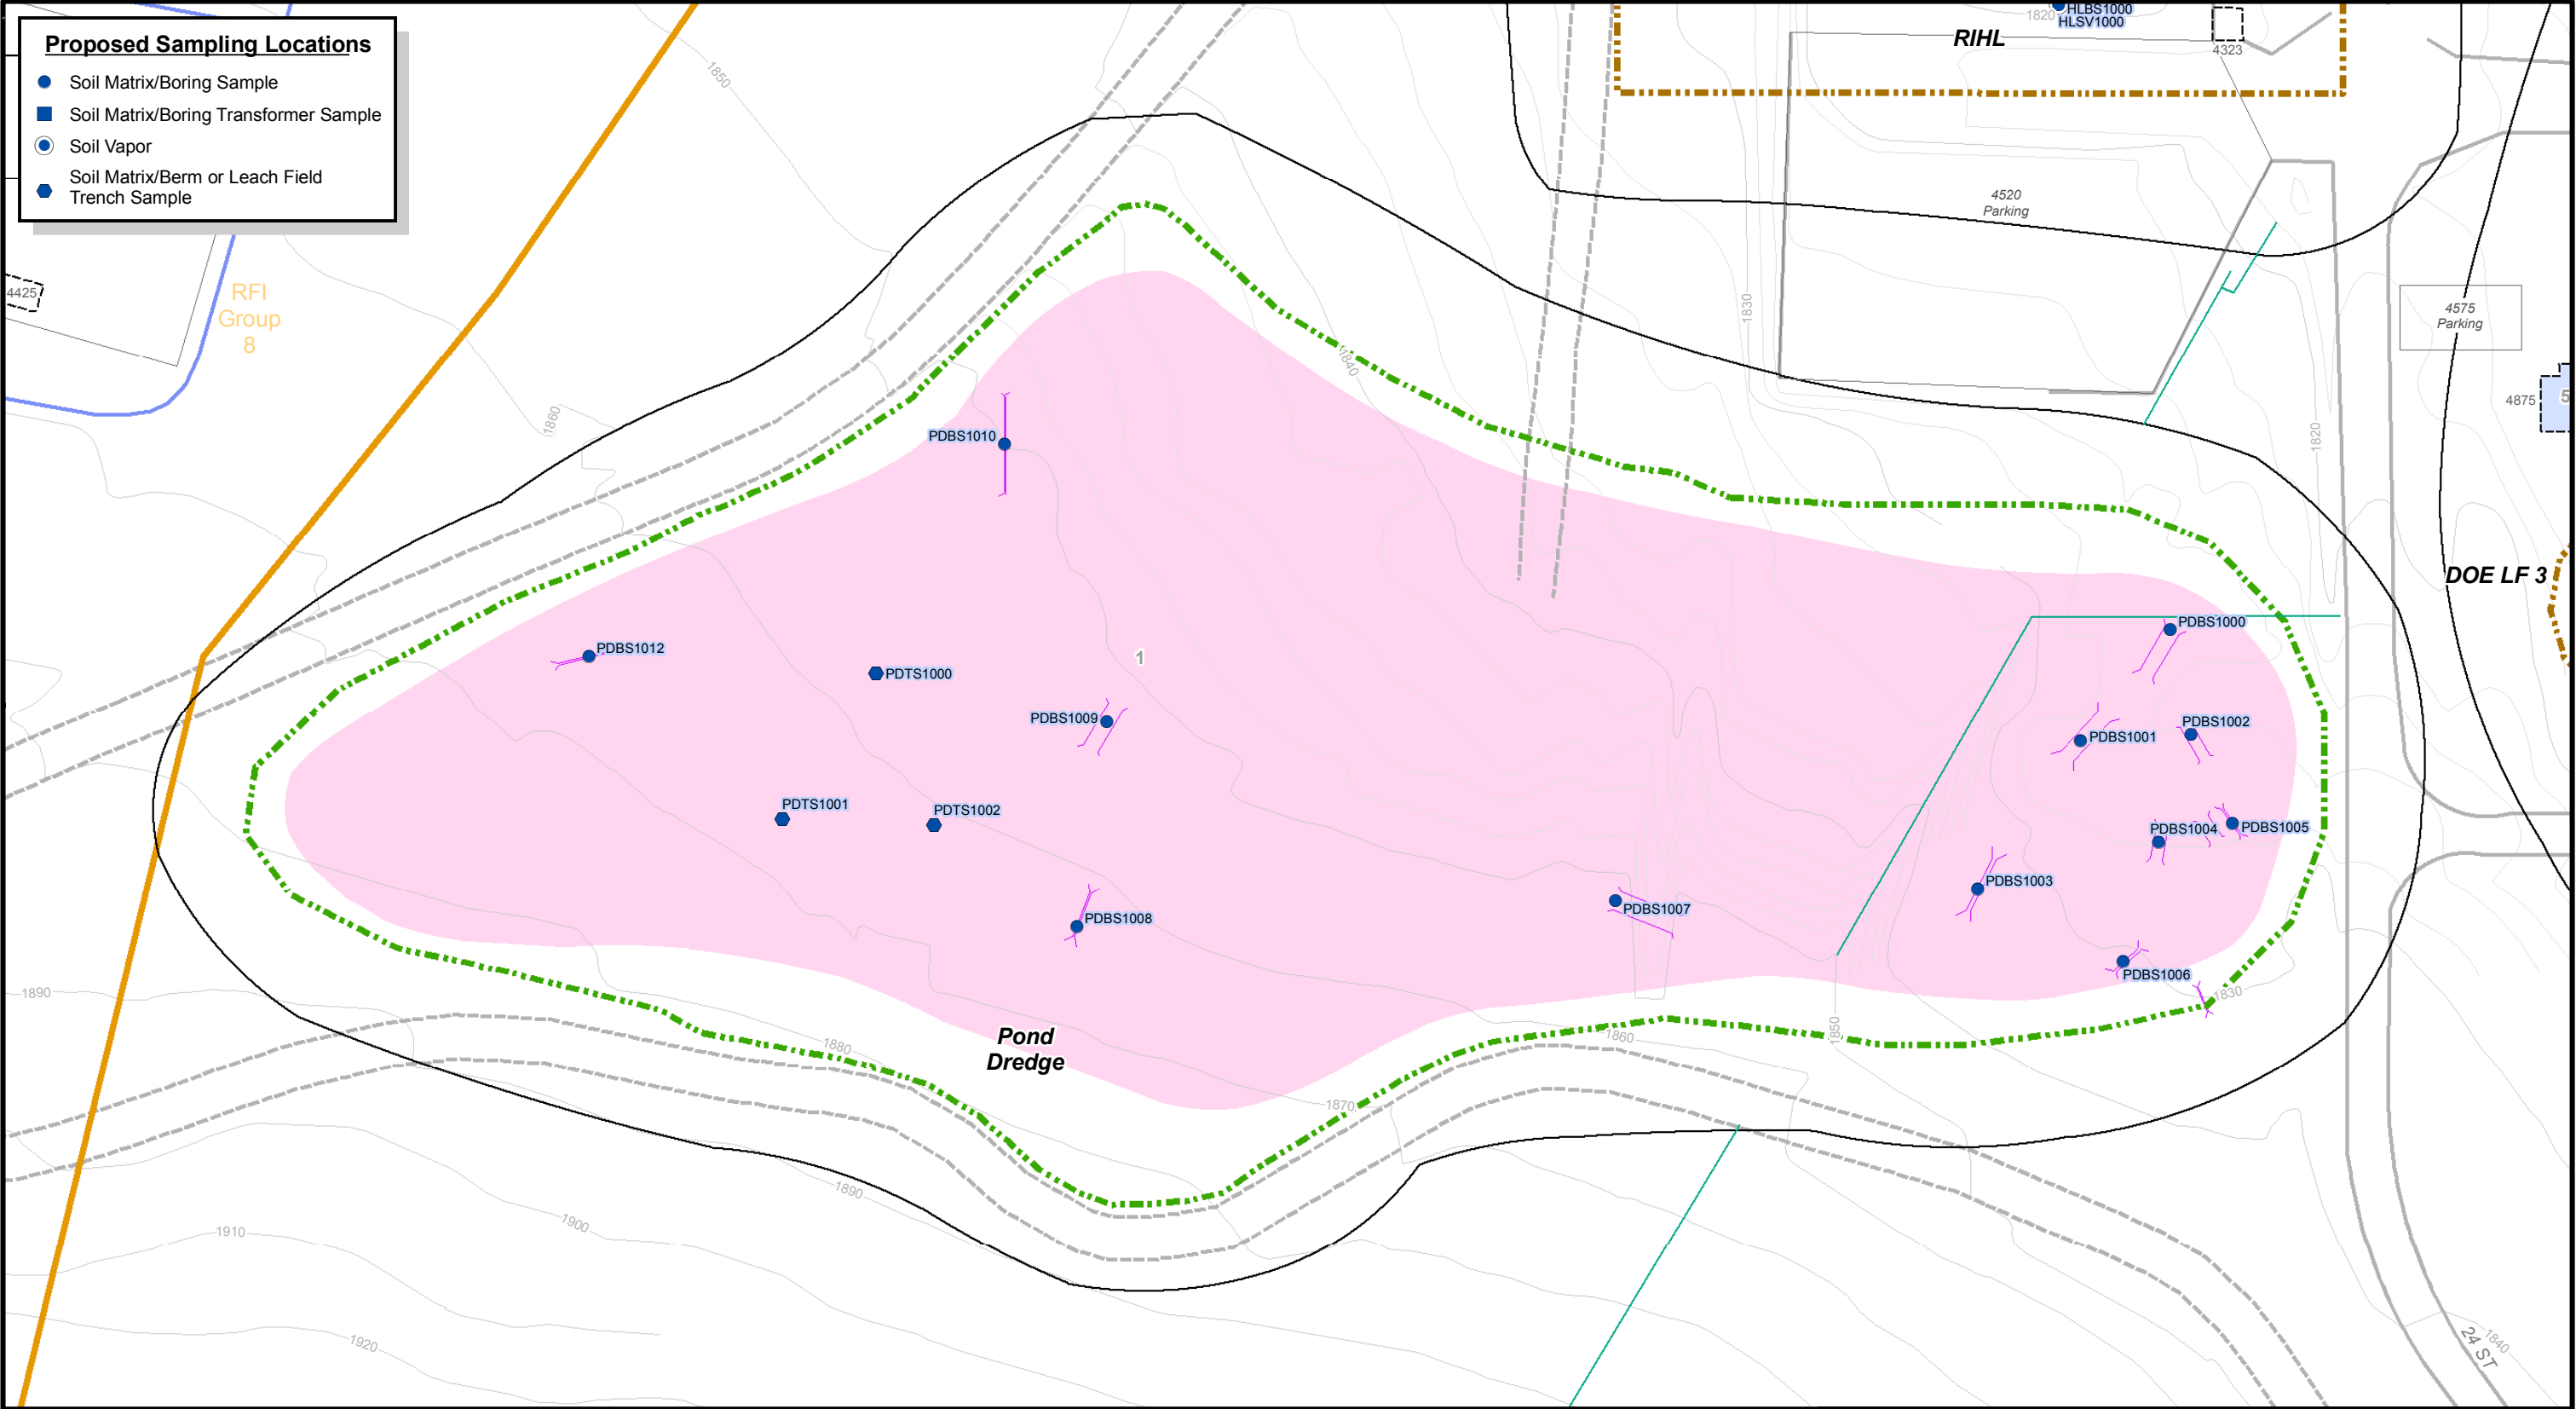 Proposed Sampling Locations
Soil Matrix/Boring Sample
Soil Matrix/Boring Transformer Sample
Soil Vapor
Soil Matrix/Berm or Leach Field
Trench Sample
HLBS1000
HLSV1000
1820
RIHL
4323
1850
4520
Parking
4425
RFI
Group
8
1830
4575
Parking
1840
4875
5
1860
PDBS1010
1820
DOE LF 3
PDBS1000
PDBS1012
1
PDTS1000
PDBS1009
PDBS1002
PDBS1001
PDTS1001
PDTS1002
PDBS1004
PDBS1005
PDBS1003
PDBS1007
PDBS1008
PDBS1006
1890
1830
1850
Pond
Dredge
1880
1860
1870
1890
1900
1910
1920
24 ST
1840